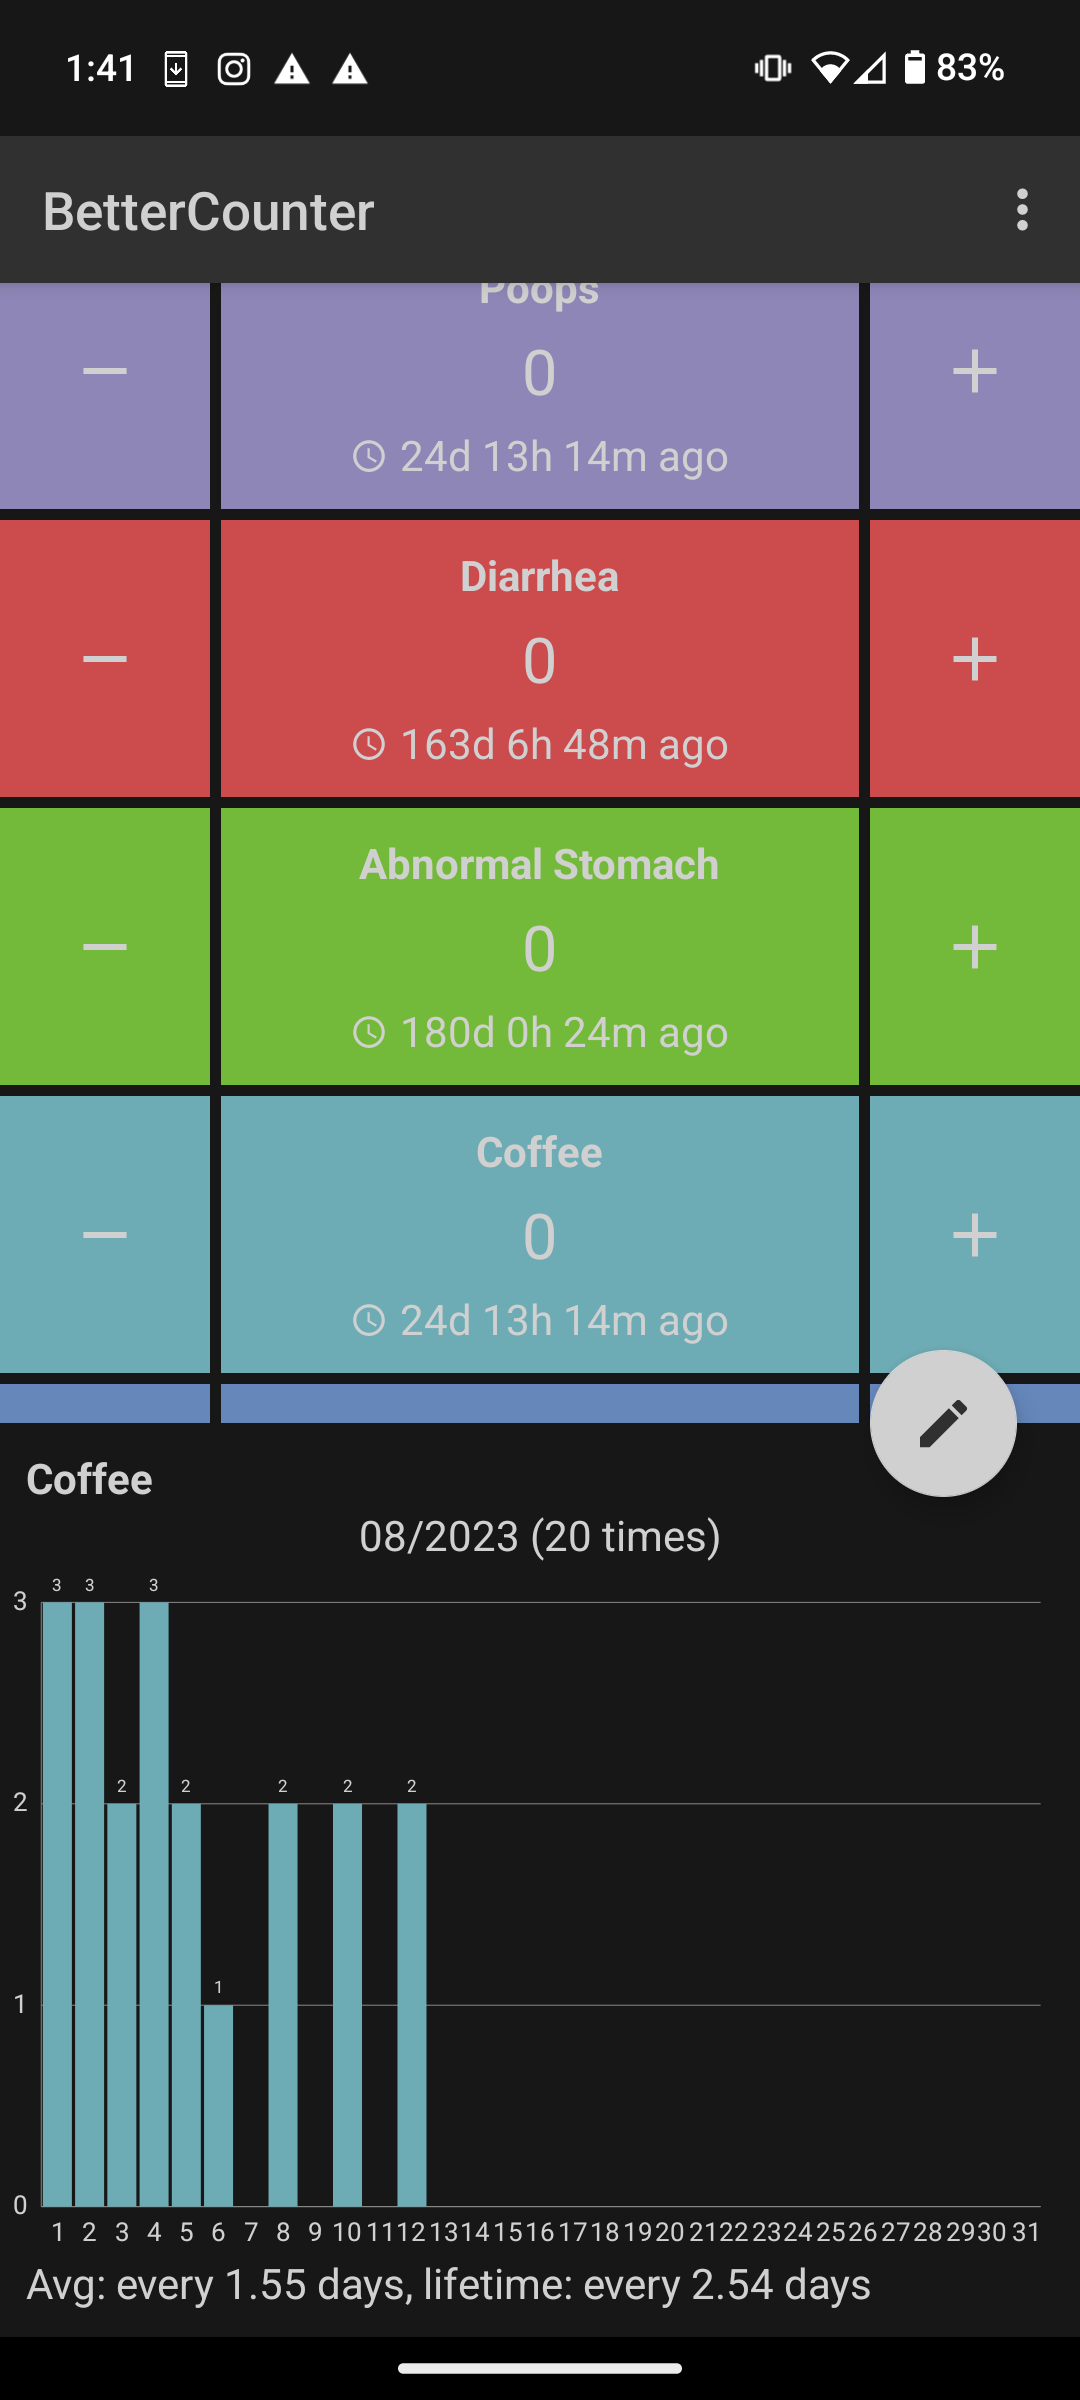 1:41 83%
BetterCounter
Poops
0
24d 13h 14m ago
Diarrhea
0
163d 6h 48m ago
Abnormal Stomach
0
180d 0h 24m ago
Coffee
0
24d 13h 14m ago
Coffee
08/2023 (20 times)
3 3 3
3
2 2 2 2 2
2
1
1
0
1 2 3 4 5 6 7 8 9 10 11 12 13 14 15 16 17 18 19 20 21 22 23 24 25 26 27 28 29 30 31
Avg: every 1.55 days, lifetime: every 2.54 days